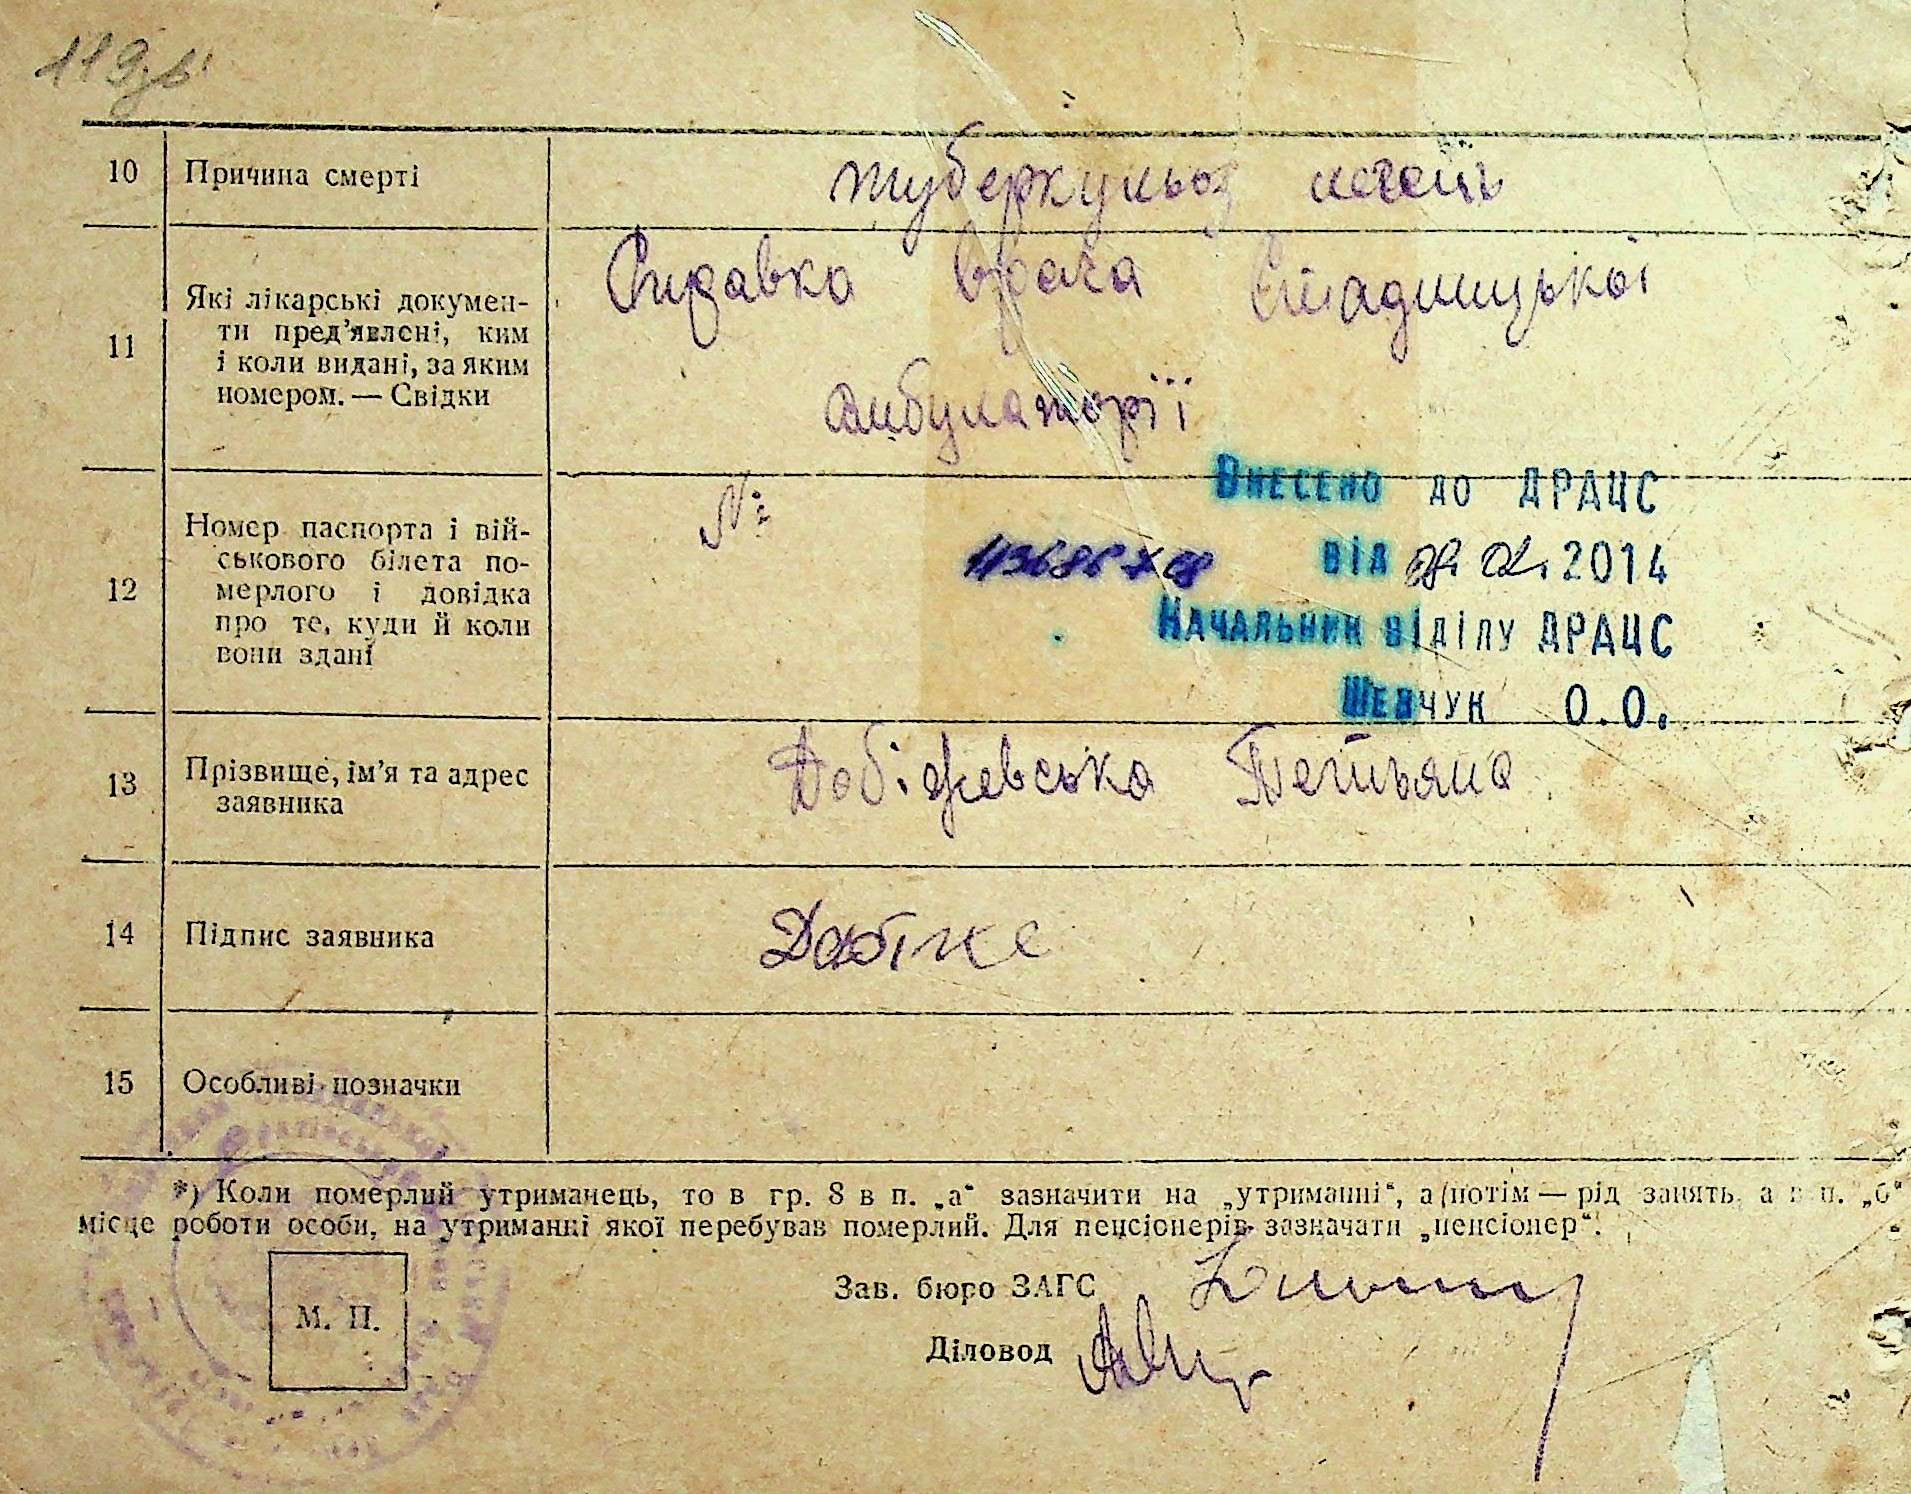 119зв.
10 Причина смерті туберкульоз легень
11 Які лікарські докумен-
ти пред’явлені, ким
і коли видані, за яким
номером. — Свідки
Справка врача Стадницької
амбулаторії
12 Номер паспорта і вій-
ськового білета по-
мерлого і довідка
про те, куди й коли
вони здані
№
Внесено до ДРАЦС
від 2014
Начальник відділу ДРАЦС
Шевчук О.О.
13 Прізвище, ім’я та адрес
заявника
Добіжевська Тетьяна
14 Підпис заявника
15 Особливі позначки
*) Коли померлий утриманець, то в гр. 8 в п. „а“ зазначити на „утриманні“, а потім — рід занять, а в п. „б“
місце роботи особи, на утриманні якої перебував померлий. Для пенсіонерів зазначати „пенсіонер“.
М. П.
Зав. бюро ЗАГС
Діловод